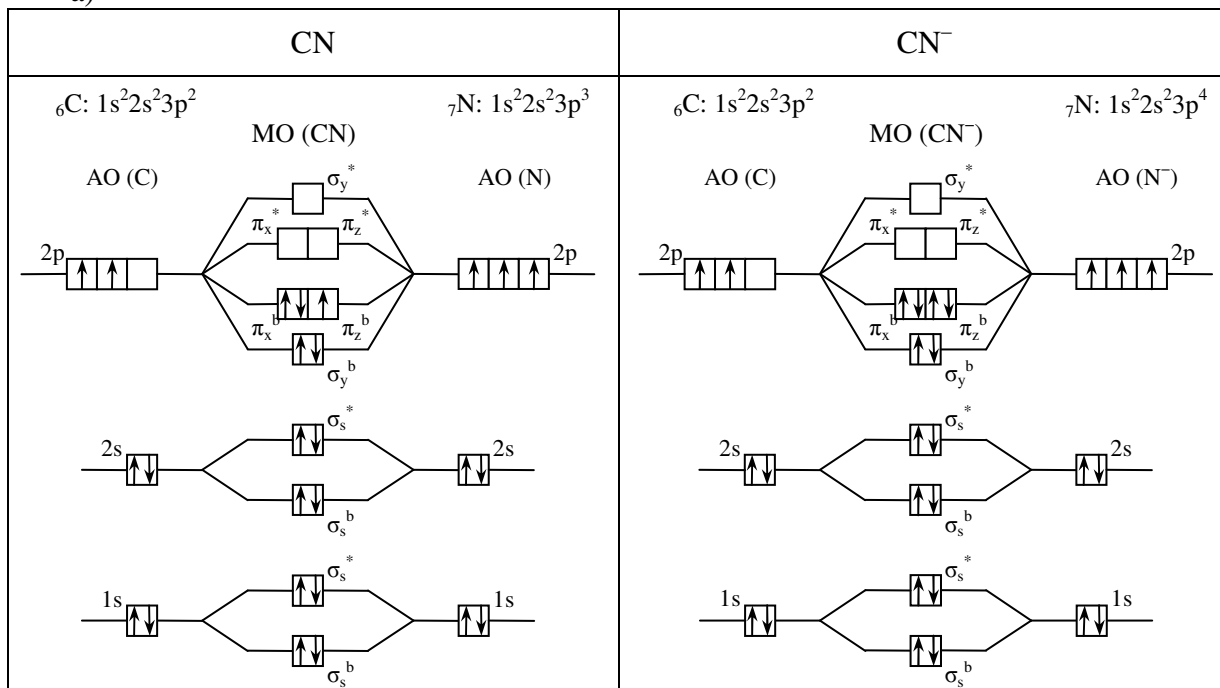 a)
CN
CN⁻
₆C: 1s²2s²3p²
₇N: 1s²2s²3p³
MO (CN)
AO (C)
AO (N)
σy*
πx*
πz*
2p
2p
πxᵇ
πzᵇ
σyᵇ
σs*
2s
2s
σsᵇ
σs*
1s
1s
σsᵇ
₆C: 1s²2s²3p²
₇N: 1s²2s²3p⁴
MO (CN⁻)
AO (C)
AO (N⁻)
σy*
πx*
πz*
2p
2p
πxᵇ
πzᵇ
σyᵇ
σs*
2s
2s
σsᵇ
σs*
1s
1s
σsᵇ